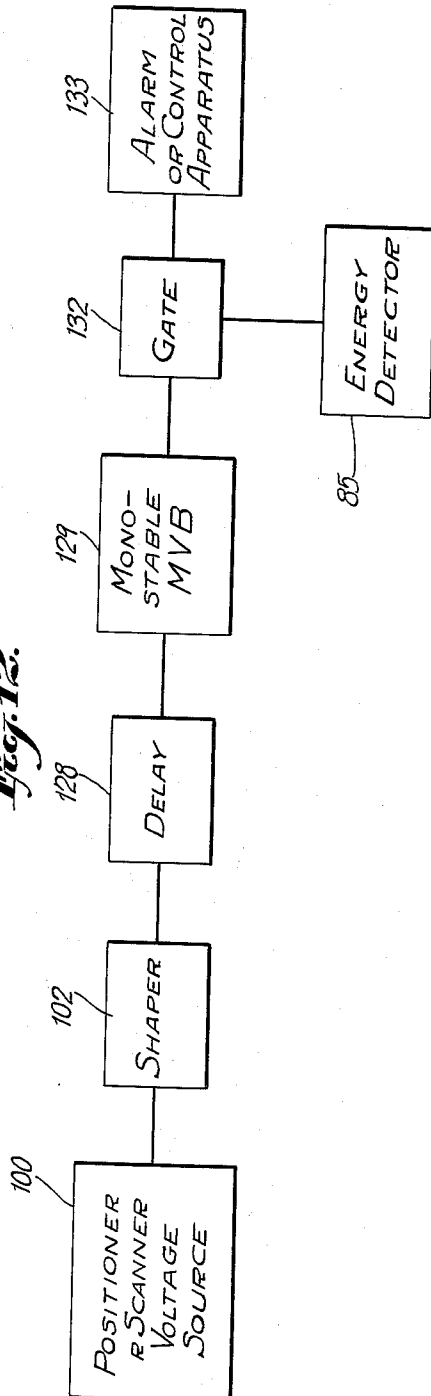 Fig. 12.
100
POSITIONER
R SCANNER
VOLTAGE
SOURCE
102
SHAPER
128
DELAY
129
MONO-
STABLE
MVB
132
GATE
133
ALARM
OR CONTROL
APPARATUS
85
ENERGY
DETECTOR